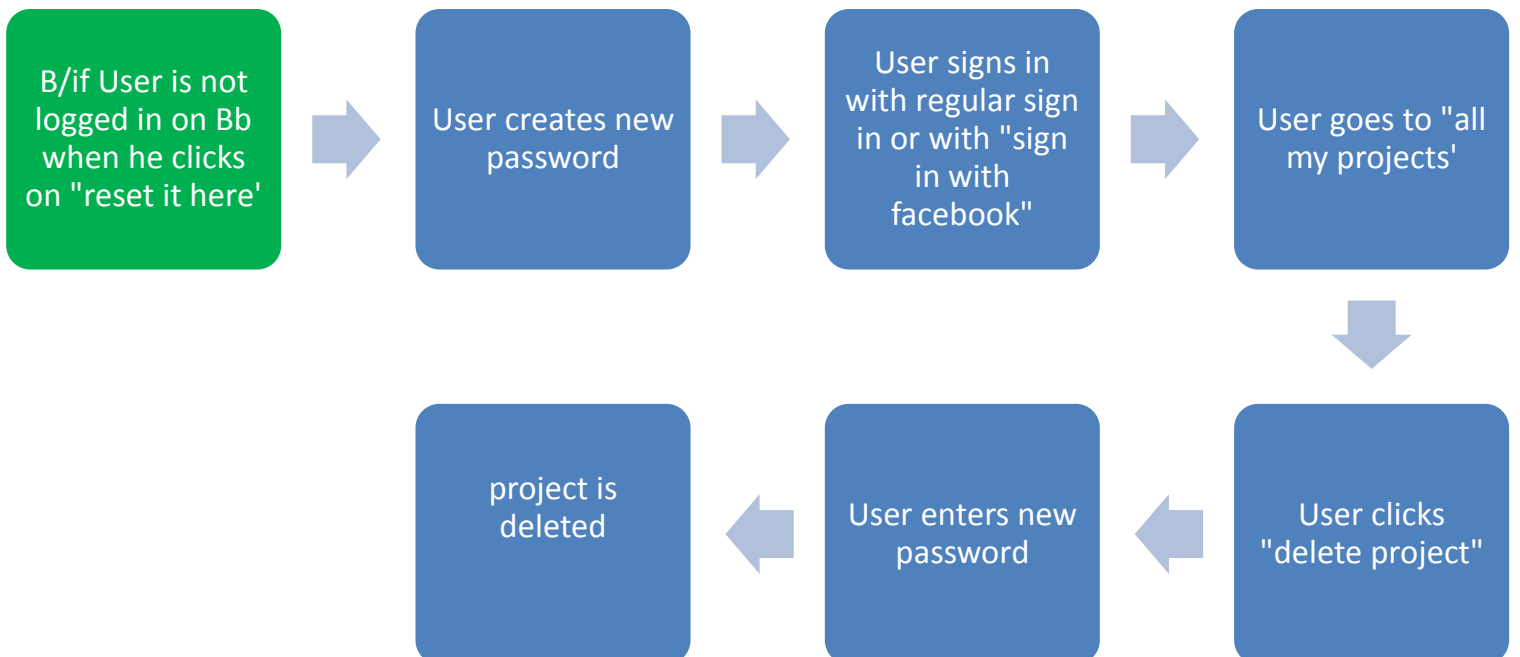 B/if User is not
logged in on Bb
when he clicks
on "reset it here'
User creates new
password
User signs in
with regular sign
in or with "sign
in with
facebook"
User goes to "all
my projects'
User clicks
"delete project"
User enters new
password
project is
deleted